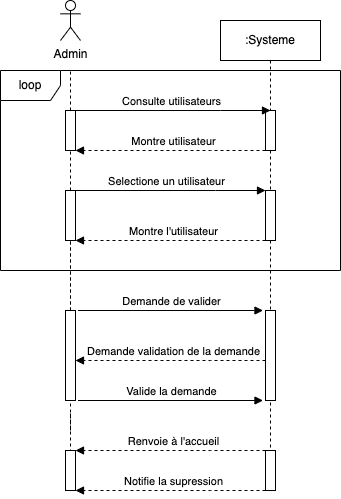 Admin
:Systeme
loop
Consulte utilisateurs
Montre utilisateur
Selectione un utilisateur
Montre l'utilisateur
Demande de valider
Demande validation de la demande
Valide la demande
Renvoie à l'accueil
Notifie la supression